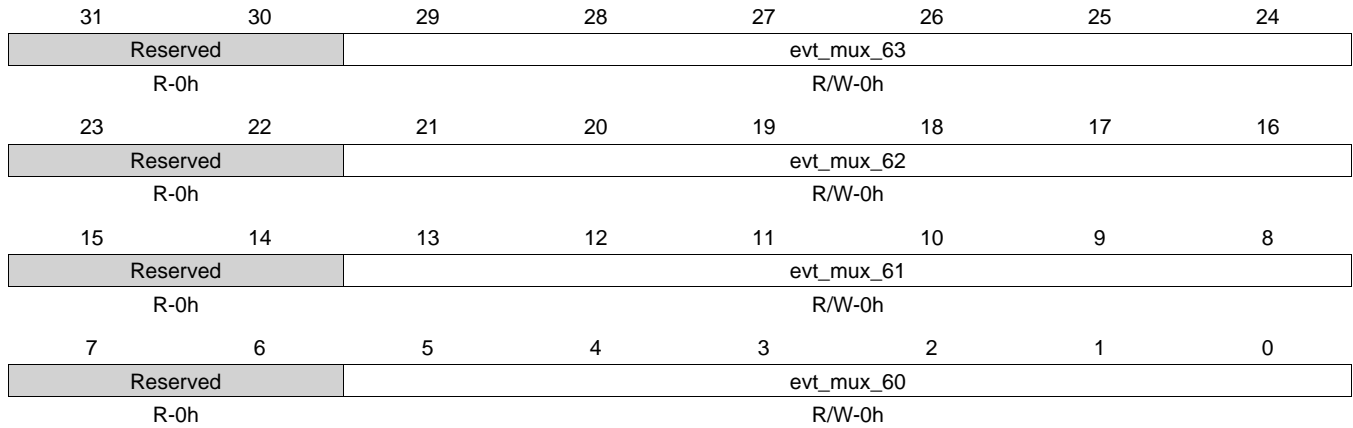 31 30 29 28 27 26 25 24
Reserved evt_mux_63
R-0h R/W-0h
23 22 21 20 19 18 17 16
Reserved evt_mux_62
R-0h R/W-0h
15 14 13 12 11 10 9 8
Reserved evt_mux_61
R-0h R/W-0h
7 6 5 4 3 2 1 0
Reserved evt_mux_60
R-0h R/W-0h